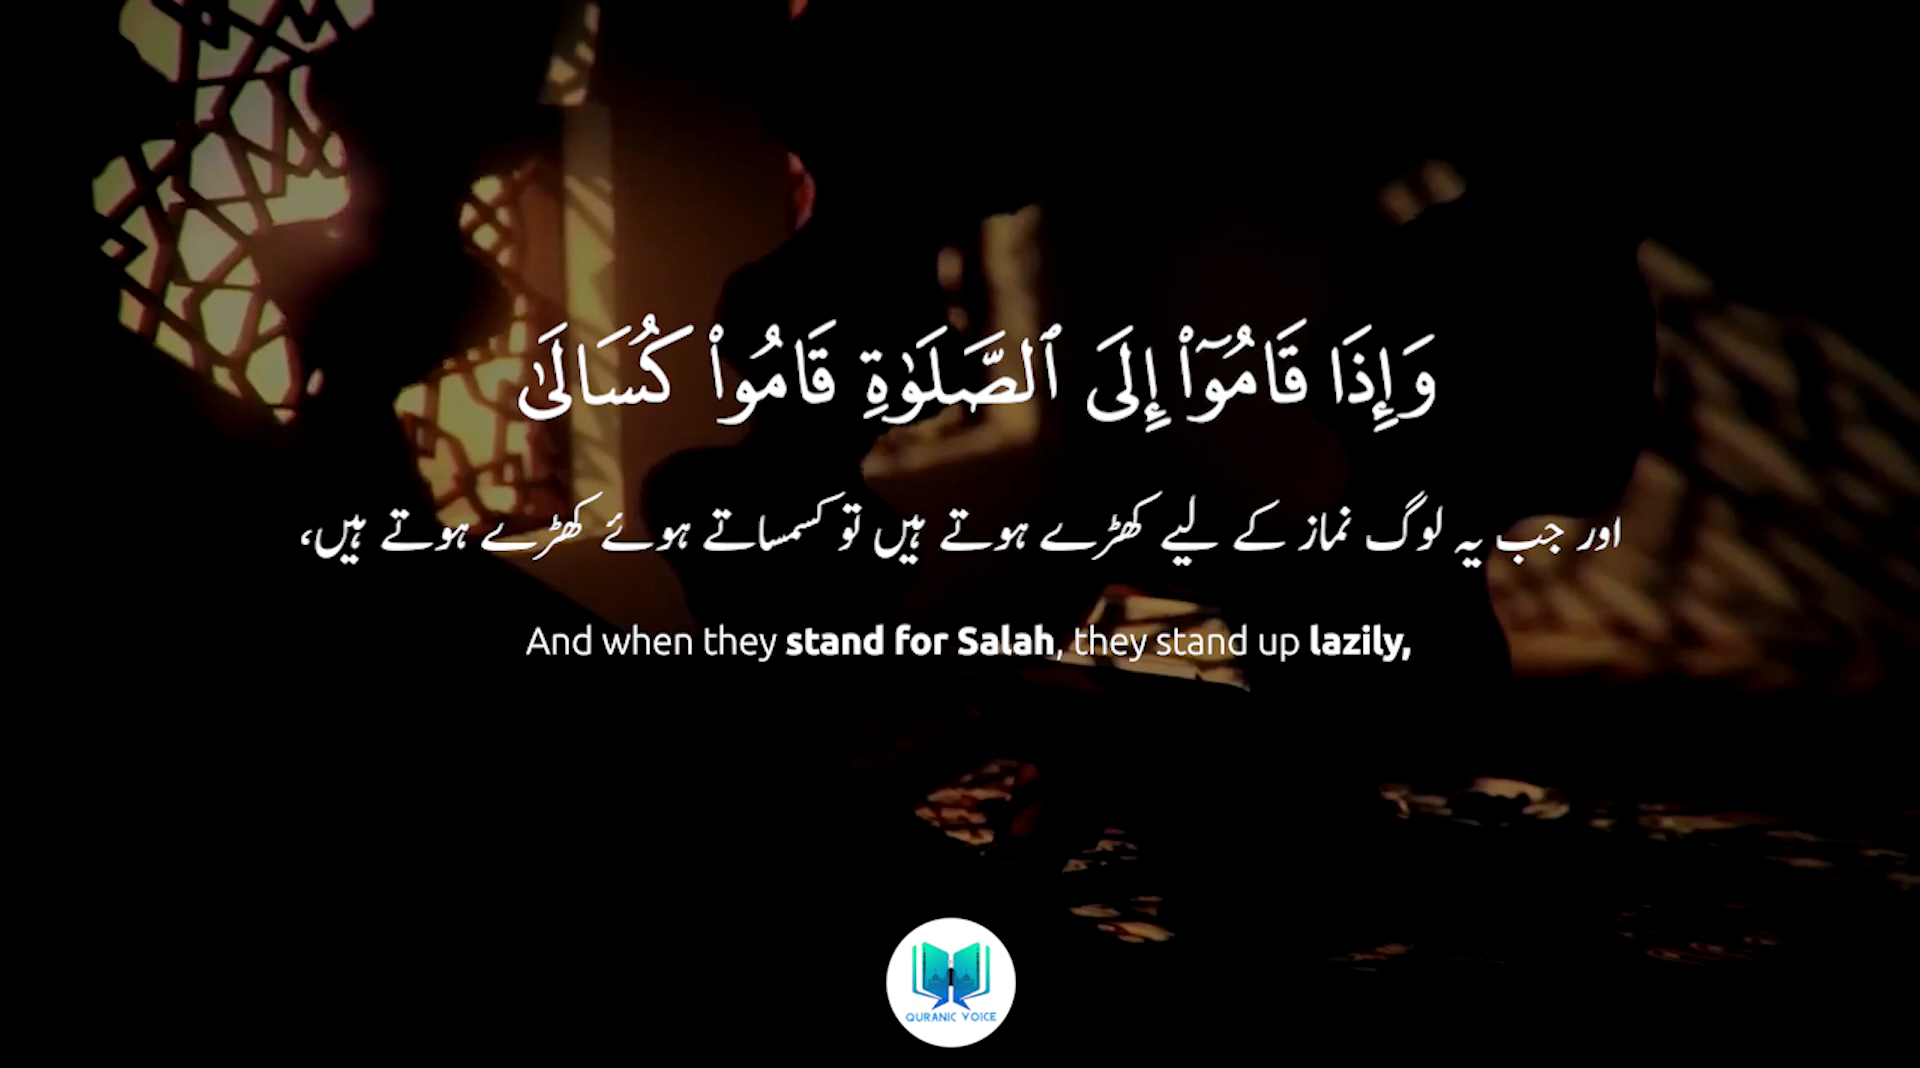 وَإِذَا قَامُوٓا۟ إِلَى ٱلصَّلَوٰةِ قَامُوا۟ كُسَالَىٰ
اور جب یہ لوگ نماز کے لیے کھڑے ہوتے ہیں تو کسمساتے ہوئے کھڑے ہوتے ہیں،
And when they stand for Salah, they stand up lazily,
QURANIC VOICE